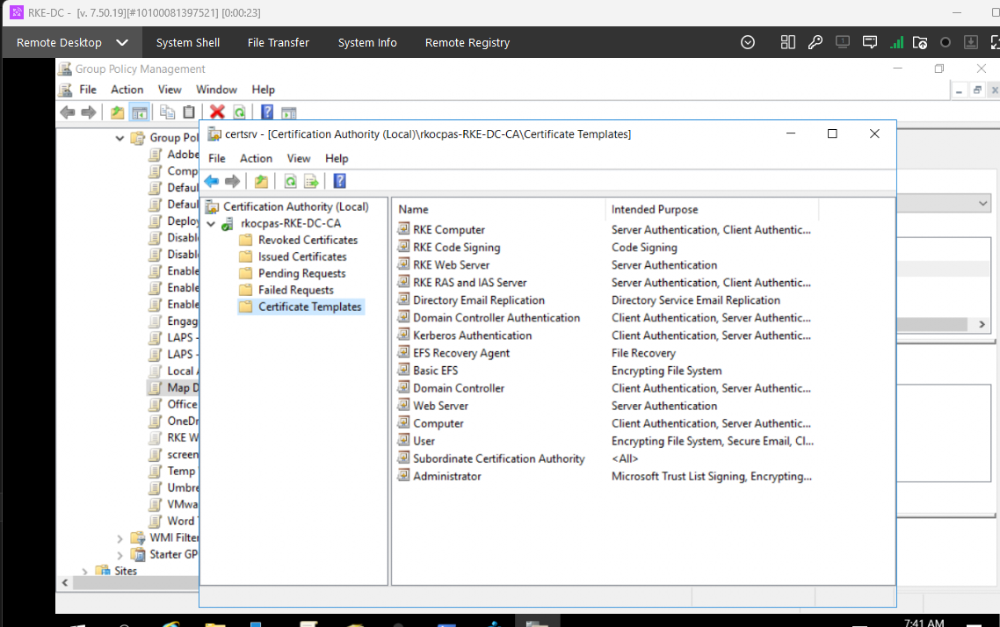 RKE-DC - [v. 7.50.19][#10100081397521] [0:00:23]
Remote Desktop System Shell File Transfer System Info Remote Registry
Group Policy Management
File Action View Window Help
certsrv - [Certification Authority (Local)\rkocpas-RKE-DC-CA\Certificate Templates]
File Action View Help
Group Pol
Adobe
Comp
Defaul
Defaul
Deploy
Disabl
Disabl
Enable
Enable
Enable
Engag
LAPS -
LAPS -
Local A
Map D
Office
OneDr
RKE W
screen
Temp
Umbre
VMwa
Word T
WMI Filter
Starter GP
Sites
Certification Authority (Local)
rkocpas-RKE-DC-CA
Revoked Certificates
Issued Certificates
Pending Requests
Failed Requests
Certificate Templates
Name Intended Purpose
RKE Computer Server Authentication, Client Authentic...
RKE Code Signing Code Signing
RKE Web Server Server Authentication
RKE RAS and IAS Server Server Authentication, Client Authentic...
Directory Email Replication Directory Service Email Replication
Domain Controller Authentication Client Authentication, Server Authentic...
Kerberos Authentication Client Authentication, Server Authentic...
EFS Recovery Agent File Recovery
Basic EFS Encrypting File System
Domain Controller Client Authentication, Server Authentic...
Web Server Server Authentication
Computer Client Authentication, Server Authentic...
User Encrypting File System, Secure Email, Cl...
Subordinate Certification Authority <All>
Administrator Microsoft Trust List Signing, Encrypting...
7:41 AM